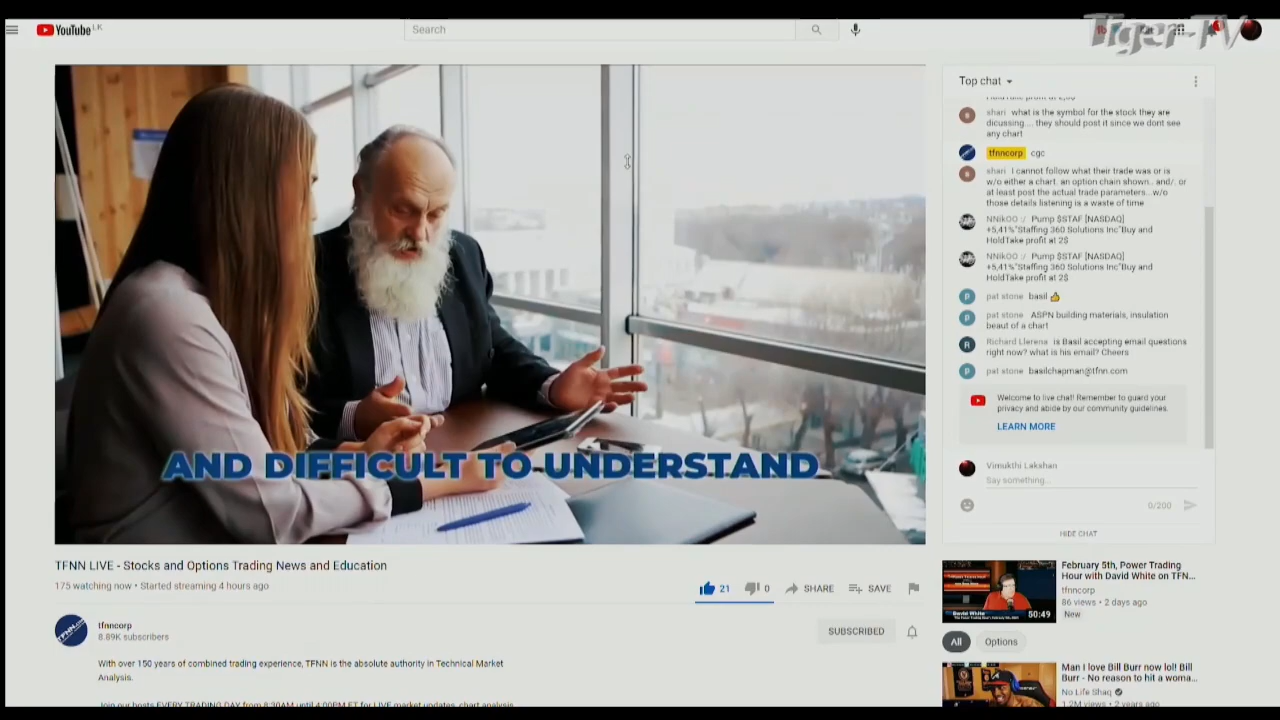 YouTube LK
Search
Tiger-TV
AND DIFFICULT TO UNDERSTAND
TFNN LIVE - Stocks and Options Trading News and Education
175 watching now • Started streaming 4 hours ago
21
0
SHARE
SAVE
tfnncorp
8.89K subscribers
SUBSCRIBED
With over 150 years of combined trading experience, TFNN is the absolute authority in Technical Market
Analysis.
Join our hosts EVERY TRADING DAY from 8:30AM until 4:00PM ET for LIVE market updates, chart analysis
Top chat
HoldTake profit at 2,5$
shari what is the symbol for the stock they are
dicussing.... they should post it since we dont see
any chart
tfnncorp cgc
shari I cannot follow what their trade was or is
w/o either a chart. an option chain shown.. and/. or
at least post the actual trade parameters...w/o
those details listening is a waste of time
NNikOO :/ Pump $STAF [NASDAQ]
+5,41%"Staffing 360 Solutions Inc"Buy and
HoldTake profit at 2$
NNikOO :/ Pump $STAF [NASDAQ]
+5,41%"Staffing 360 Solutions Inc"Buy and
HoldTake profit at 2$
pat stone basil
pat stone ASPN building materials, insulation
beaut of a chart
Richard Llerena is Basil accepting email questions
right now? what is his email? Cheers
pat stone basilchapman@tfnn.com
Welcome to live chat! Remember to guard your
privacy and abide by our community guidelines.
LEARN MORE
Vimukthi Lakshan
Say something...
0/200
HIDE CHAT
February 5th, Power Trading
Hour with David White on TFN...
tfnncorp
86 views • 2 days ago
New
David White
50:49
All
Options
Man I love Bill Burr now lol! Bill
Burr - No reason to hit a woma...
No Life Shaq
1.2M views • 2 years ago